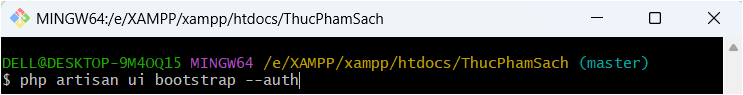 MINGW64:/e/XAMPP/xampp/htdocs/ThucPhamSach
DELL@DESKTOP-9M4OQ15 MINGW64 /e/XAMPP/xampp/htdocs/ThucPhamSach (master)
$ php artisan ui bootstrap --auth